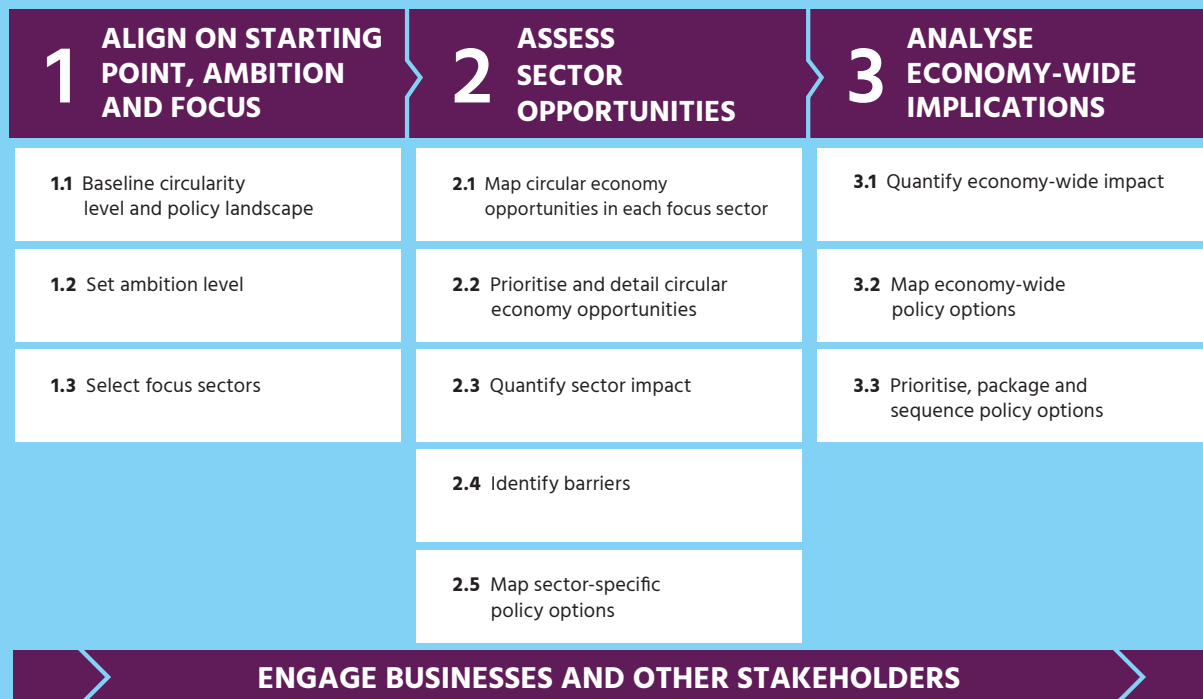 1
ALIGN ON STARTING
POINT, AMBITION
AND FOCUS
1.1 Baseline circularity
level and policy landscape
1.2 Set ambition level
1.3 Select focus sectors
2
ASSESS
SECTOR
OPPORTUNITIES
2.1 Map circular economy
opportunities in each focus sector
2.2 Prioritise and detail circular
economy opportunities
2.3 Quantify sector impact
2.4 Identify barriers
2.5 Map sector-specific
policy options
3
ANALYSE
ECONOMY-WIDE
IMPLICATIONS
3.1 Quantify economy-wide impact
3.2 Map economy-wide
policy options
3.3 Prioritise, package and
sequence policy options
ENGAGE BUSINESSES AND OTHER STAKEHOLDERS